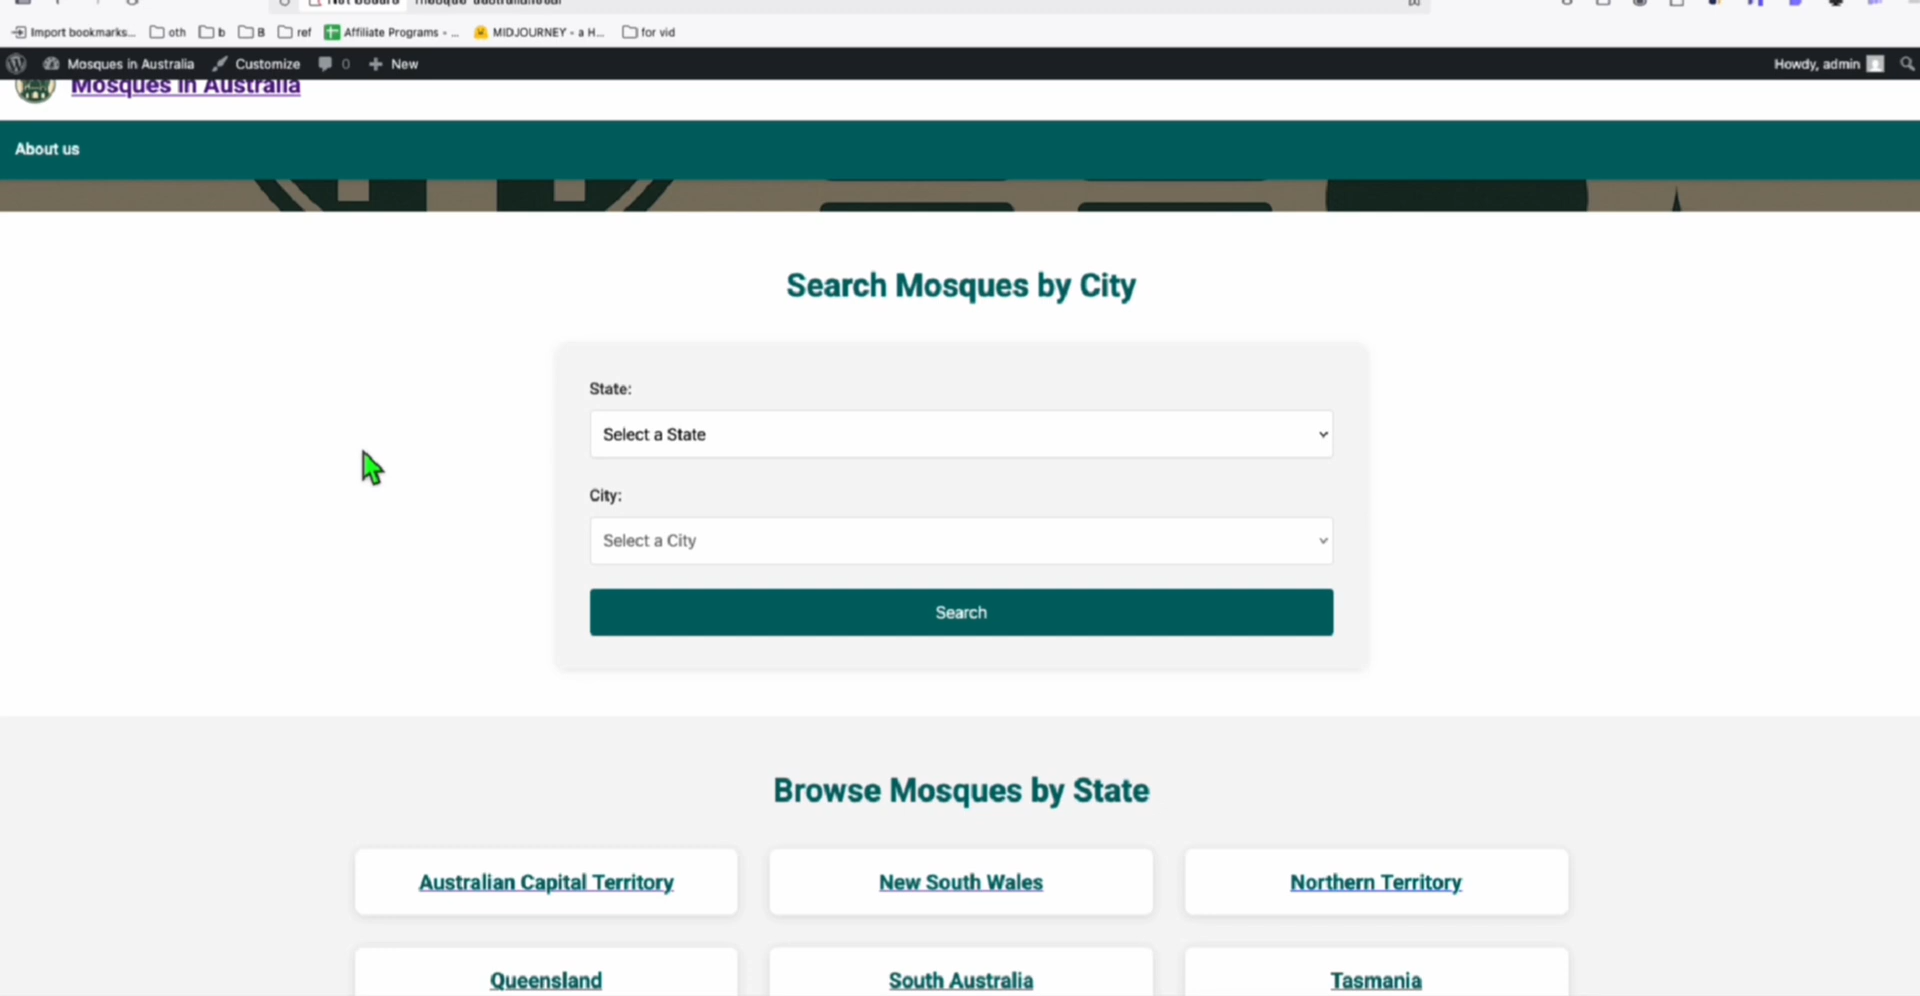 Import bookmarks... oth b B ref Affiliate Programs - ... MIDJOURNEY - a H... for vid
Mosques in Australia Customize 0 New Howdy, admin
Mosques in Australia
About us
Search Mosques by City
State:
Select a State
City:
Select a City
Search
Browse Mosques by State
Australian Capital Territory New South Wales Northern Territory
Queensland South Australia Tasmania